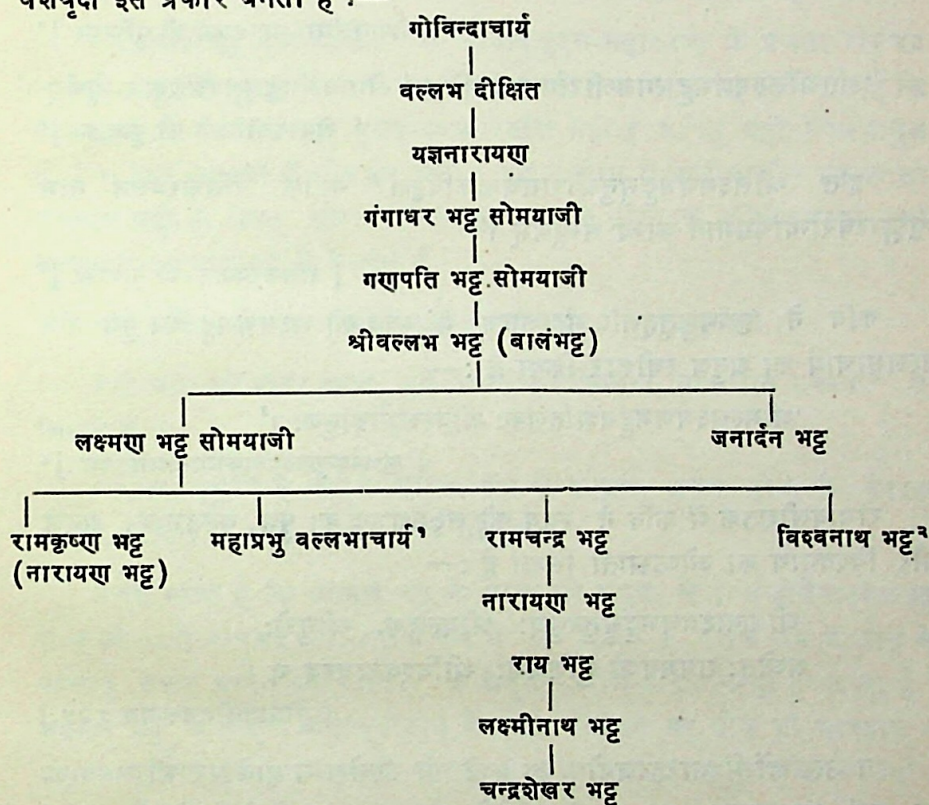 वंशवृक्ष इस प्रकार बनता है :
गोविन्दाचार्य
वल्लभ दीक्षित
यज्ञनारायण
गंगाधर भट्ट सोमयाजी
गणपति भट्ट सोमयाजी
श्रीवल्लभ भट्ट (बालंभट्ट)
लक्ष्मण भट्ट सोमयाजी जनार्दन भट्ट
रामकृष्ण भट्ट महाप्रभु वल्लभाचार्य¹ रामचन्द्र भट्ट विश्वनाथ भट्ट²
(नारायण भट्ट)
नारायण भट्ट
राय भट्ट
लक्ष्मीनाथ भट्ट
चन्द्रशेखर भट्ट